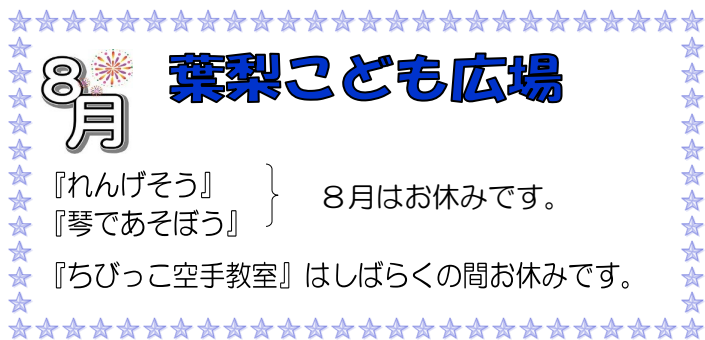 8月
葉梨こども広場
『れんげそう』
『琴であそぼう』
８月はお休みです。
『ちびっこ空手教室』はしばらくの間お休みです。